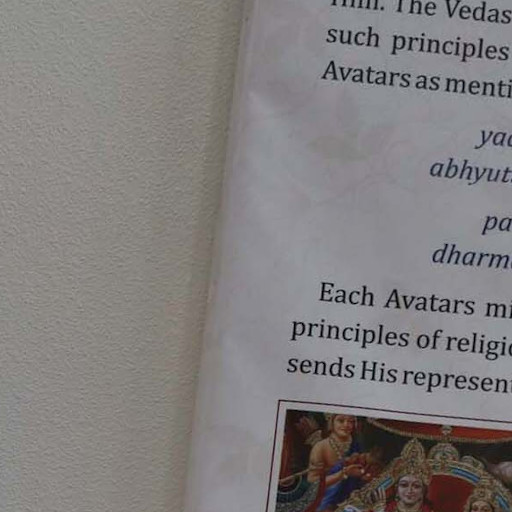 Him. The Vedas
such principles
Avatars as menti
yad
abhyut
pa
dharm
Each Avatars mi
principles of religio
sends His represent